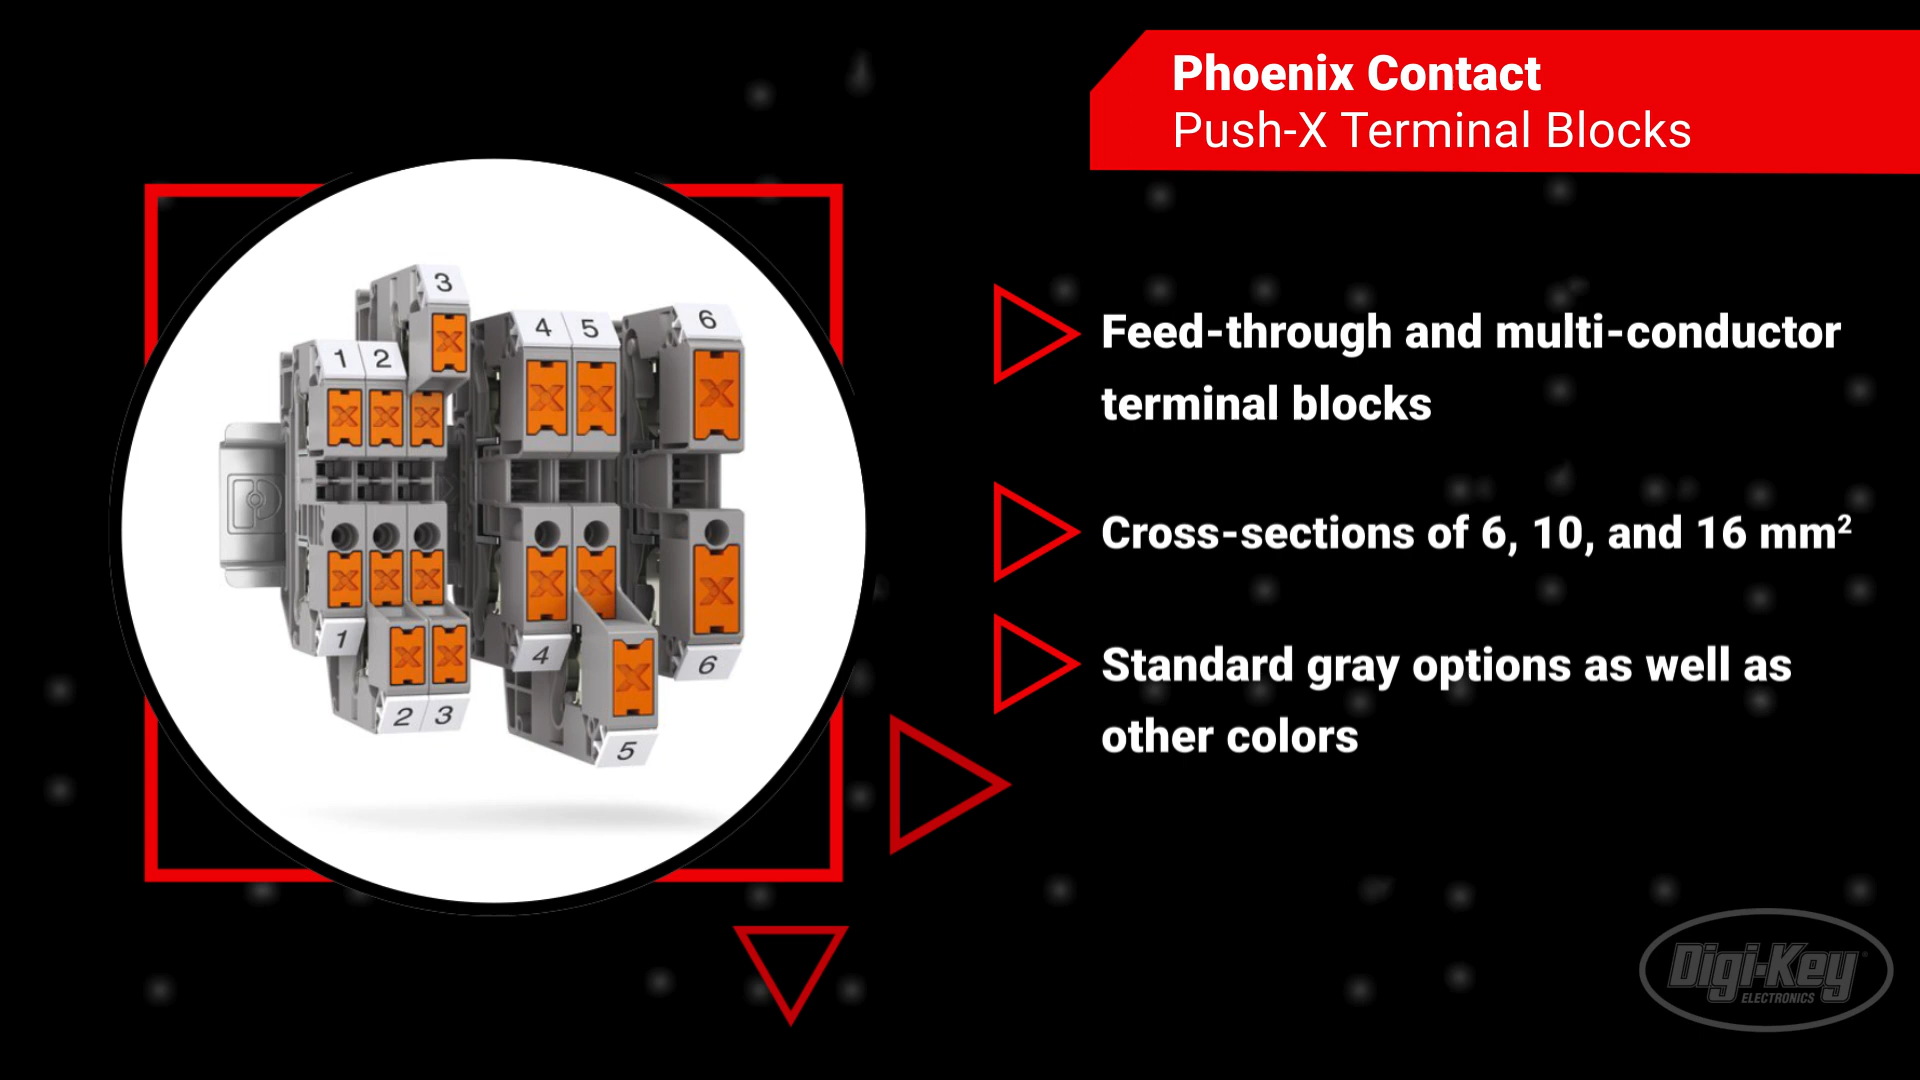 Phoenix Contact
Push-X Terminal Blocks
Feed-through and multi-conductor
terminal blocks
Cross-sections of 6, 10, and 16 mm²
Standard gray options as well as
other colors
3
1 2
4 5
6
X
X X X
X X
X
X X X
X X
X
X X
X
1
2 3
4
5
6
Digi-Key
ELECTRONICS